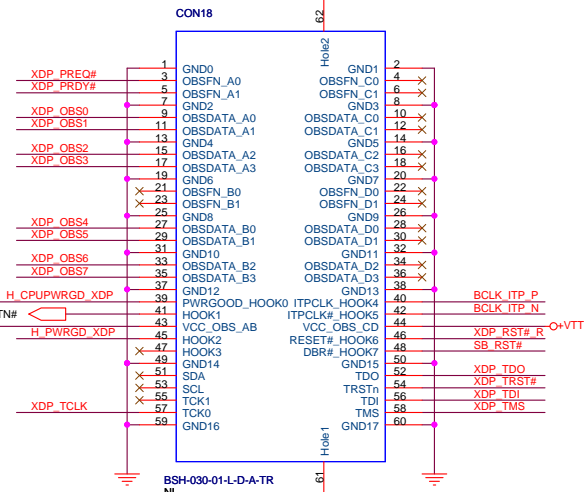 CON18
62
Hole2
1 GND0 GND1 2
XDP_PREQ# 3 OBSFN_A0 OBSFN_C0 4
XDP_PRDY# 5 OBSFN_A1 OBSFN_C1 6
7 GND2 GND3 8
XDP_OBS0 9 OBSDATA_A0 OBSDATA_C0 10
XDP_OBS1 11 OBSDATA_A1 OBSDATA_C1 12
13 GND4 GND5 14
XDP_OBS2 15 OBSDATA_A2 OBSDATA_C2 16
XDP_OBS3 17 OBSDATA_A3 OBSDATA_C3 18
19 GND6 GND7 20
21 OBSFN_B0 OBSFN_D0 22
23 OBSFN_B1 OBSFN_D1 24
25 GND8 GND9 26
XDP_OBS4 27 OBSDATA_B0 OBSDATA_D0 28
XDP_OBS5 29 OBSDATA_B1 OBSDATA_D1 30
31 GND10 GND11 32
XDP_OBS6 33 OBSDATA_B2 OBSDATA_D2 34
XDP_OBS7 35 OBSDATA_B3 OBSDATA_D3 36
37 GND12 GND13 38
H_CPUPWRGD_XDP 39 PWRGOOD_HOOK0 ITPCLK_HOOK4 40 BCLK_ITP_P
TN# 41 HOOK1 ITPCLK#_HOOK5 42 BCLK_ITP_N
43 VCC_OBS_AB VCC_OBS_CD 44 +VTT
H_PWRGD_XDP 45 HOOK2 RESET#_HOOK6 46 XDP_RST#_R
47 HOOK3 DBR#_HOOK7 48 SB_RST#
49 GND14 GND15 50
51 SDA TDO 52 XDP_TDO
53 SCL TRSTn 54 XDP_TRST#
55 TCK1 TDI 56 XDP_TDI
XDP_TCLK 57 TCK0 TMS 58 XDP_TMS
59 GND16 GND17 60
Hole1
61
BSH-030-01-L-D-A-TR